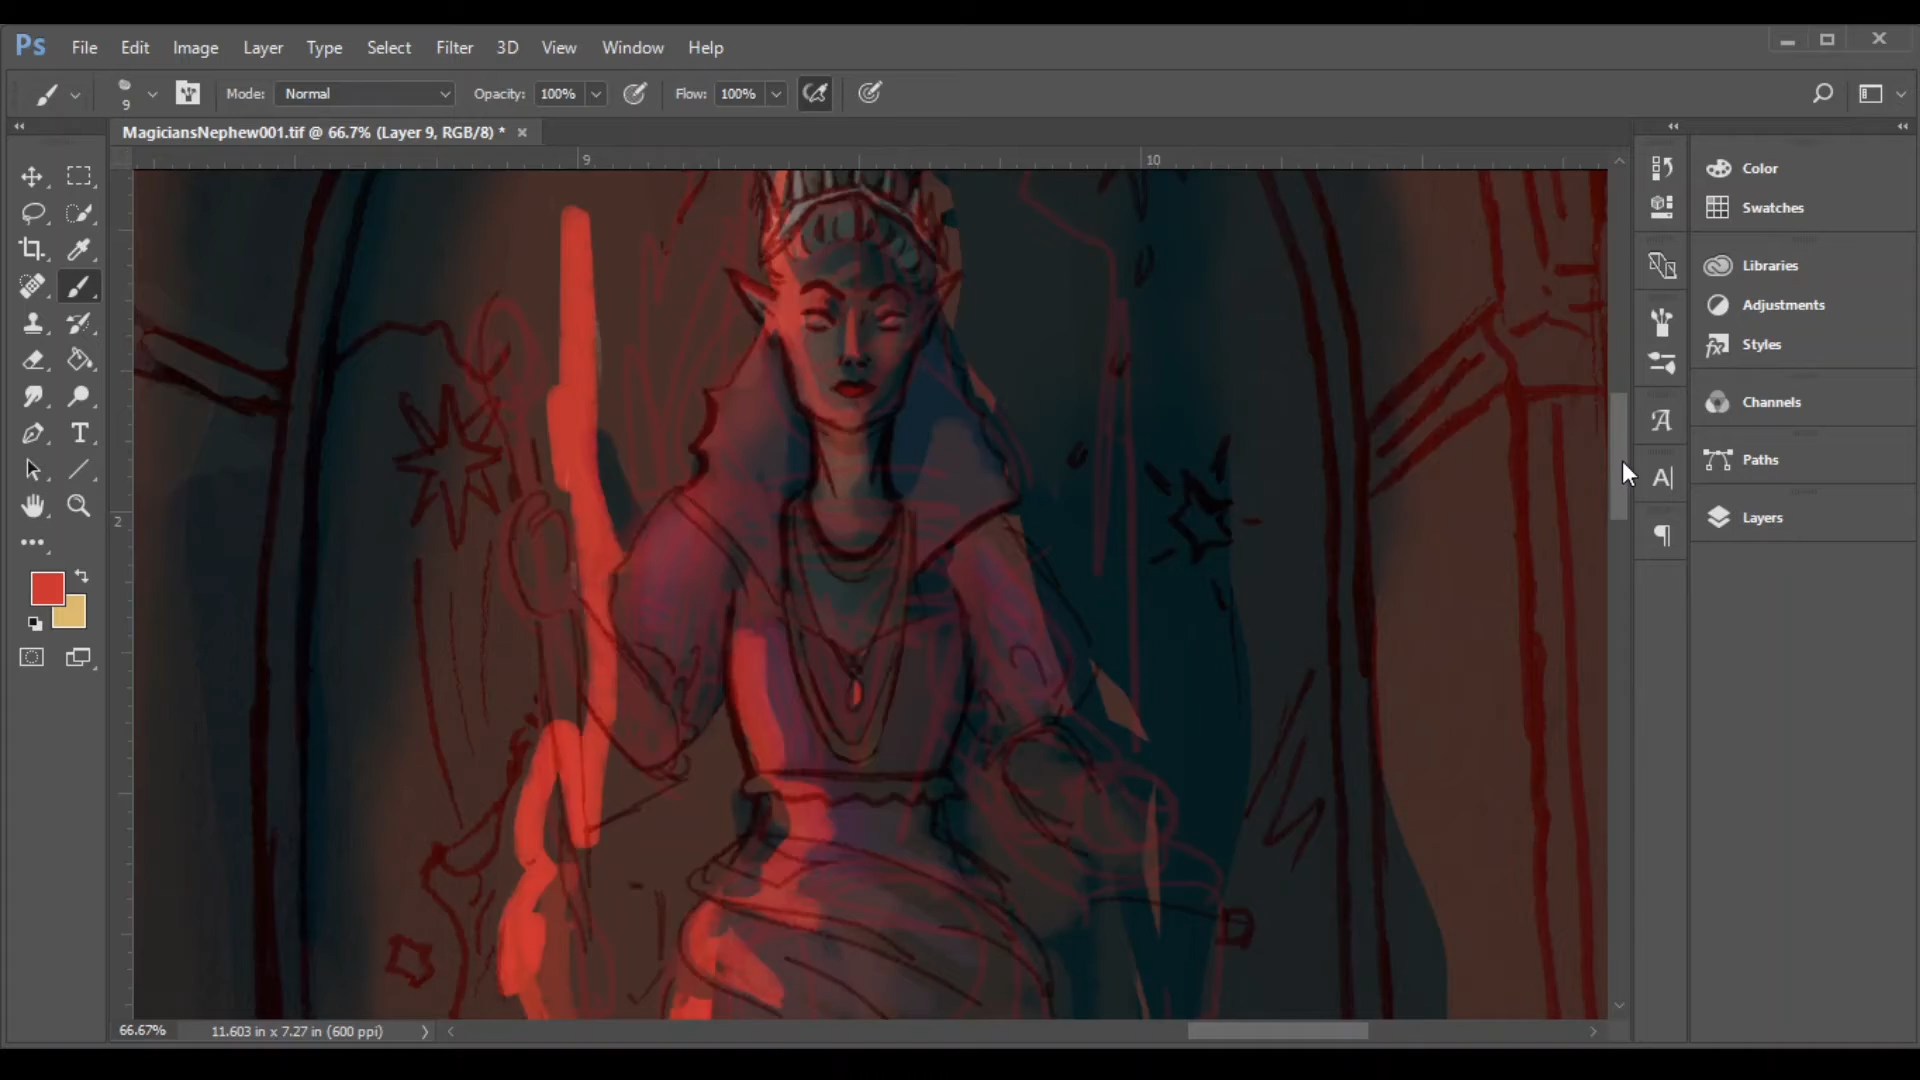 Ps File Edit Image Layer Type Select Filter 3D View Window Help
9 Mode: Normal Opacity: 100% Flow: 100%
MagiciansNephew001.tif @ 66.7% (Layer 9, RGB/8) *
9 10
2
Color
Swatches
Libraries
Adjustments
Styles
Channels
Paths
Layers
66.67% 11.603 in x 7.27 in (600 ppi)